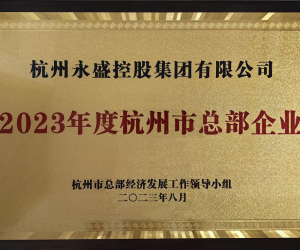 杭州永盛控股集团有限公司
2023年度杭州市总部企业
杭州市总部经济发展工作领导小组
二〇二三年八月